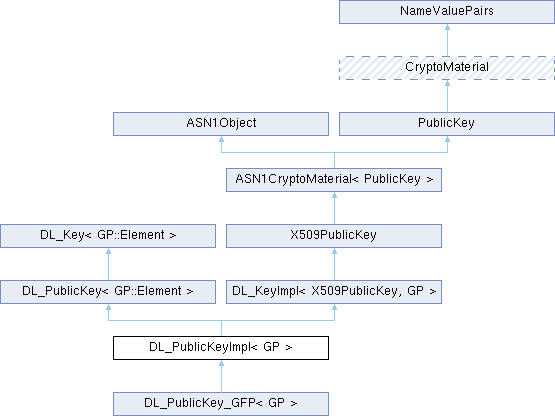 NameValuePairs
CryptoMaterial
ASN1Object
PublicKey
ASN1CryptoMaterial< PublicKey >
DL_Key< GP::Element >
X509PublicKey
DL_PublicKey< GP::Element >
DL_KeyImpl< X509PublicKey, GP >
DL_PublicKeyImpl< GP >
DL_PublicKey_GFP< GP >